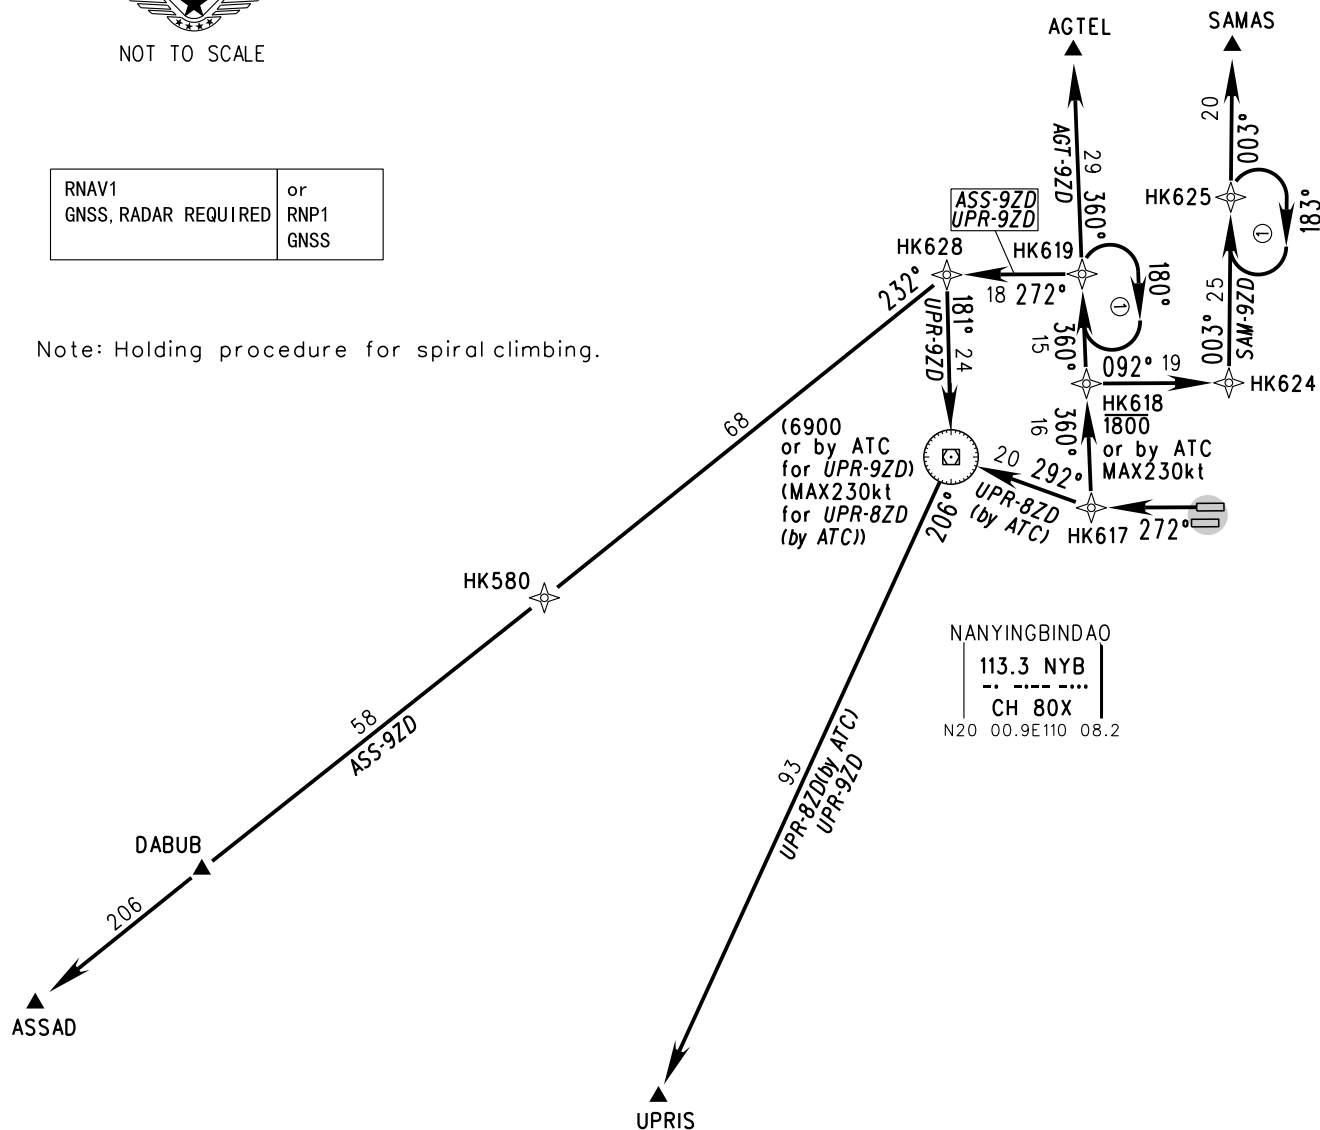 NOT TO SCALE
AGTEL
SAMAS
20
003°
AGT-9ZD
29
360°
RNAV1
GNSS, RADAR REQUIRED
or
RNP1
GNSS
ASS-9ZD
UPR-9ZD
HK625
183°
1
HK628
HK619
232°
18 272°
180°
1
181°
UPR-9ZD
24
15
360°
003° 25
SAM-9ZD
Note: Holding procedure for spiral climbing.
092° 19
HK624
HK618
1800
or by ATC
MAX230kt
68
(6900
or by ATC
for UPR-9ZD)
(MAX230kt
for UPR-8ZD
(by ATC))
16
360°
20 292°
UPR-8ZD
(by ATC)
206°
HK617
272°
HK580
NANYINGBINDAO
113.3 NYB
-· -·-- -···
CH 80X
N20 00.9E110 08.2
58
ASS-9ZD
93
UPR-8ZD(by ATC)
UPR-9ZD
DABUB
206
ASSAD
UPRIS